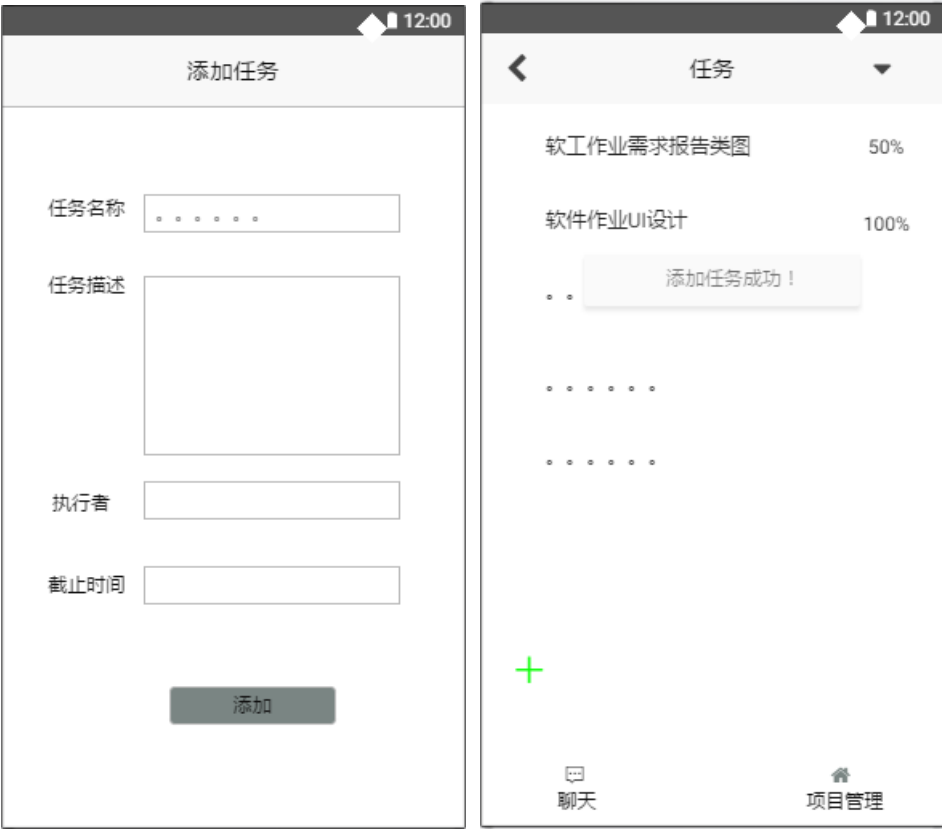 12:00
添加任务
任务名称
。。。。。。
任务描述
执行者
截止时间
添加
12:00
任务
软工作业需求报告类图 50%
软件作业UI设计 100%
添加任务成功！
。。
。。。。。。
。。。。。。
聊天
项目管理